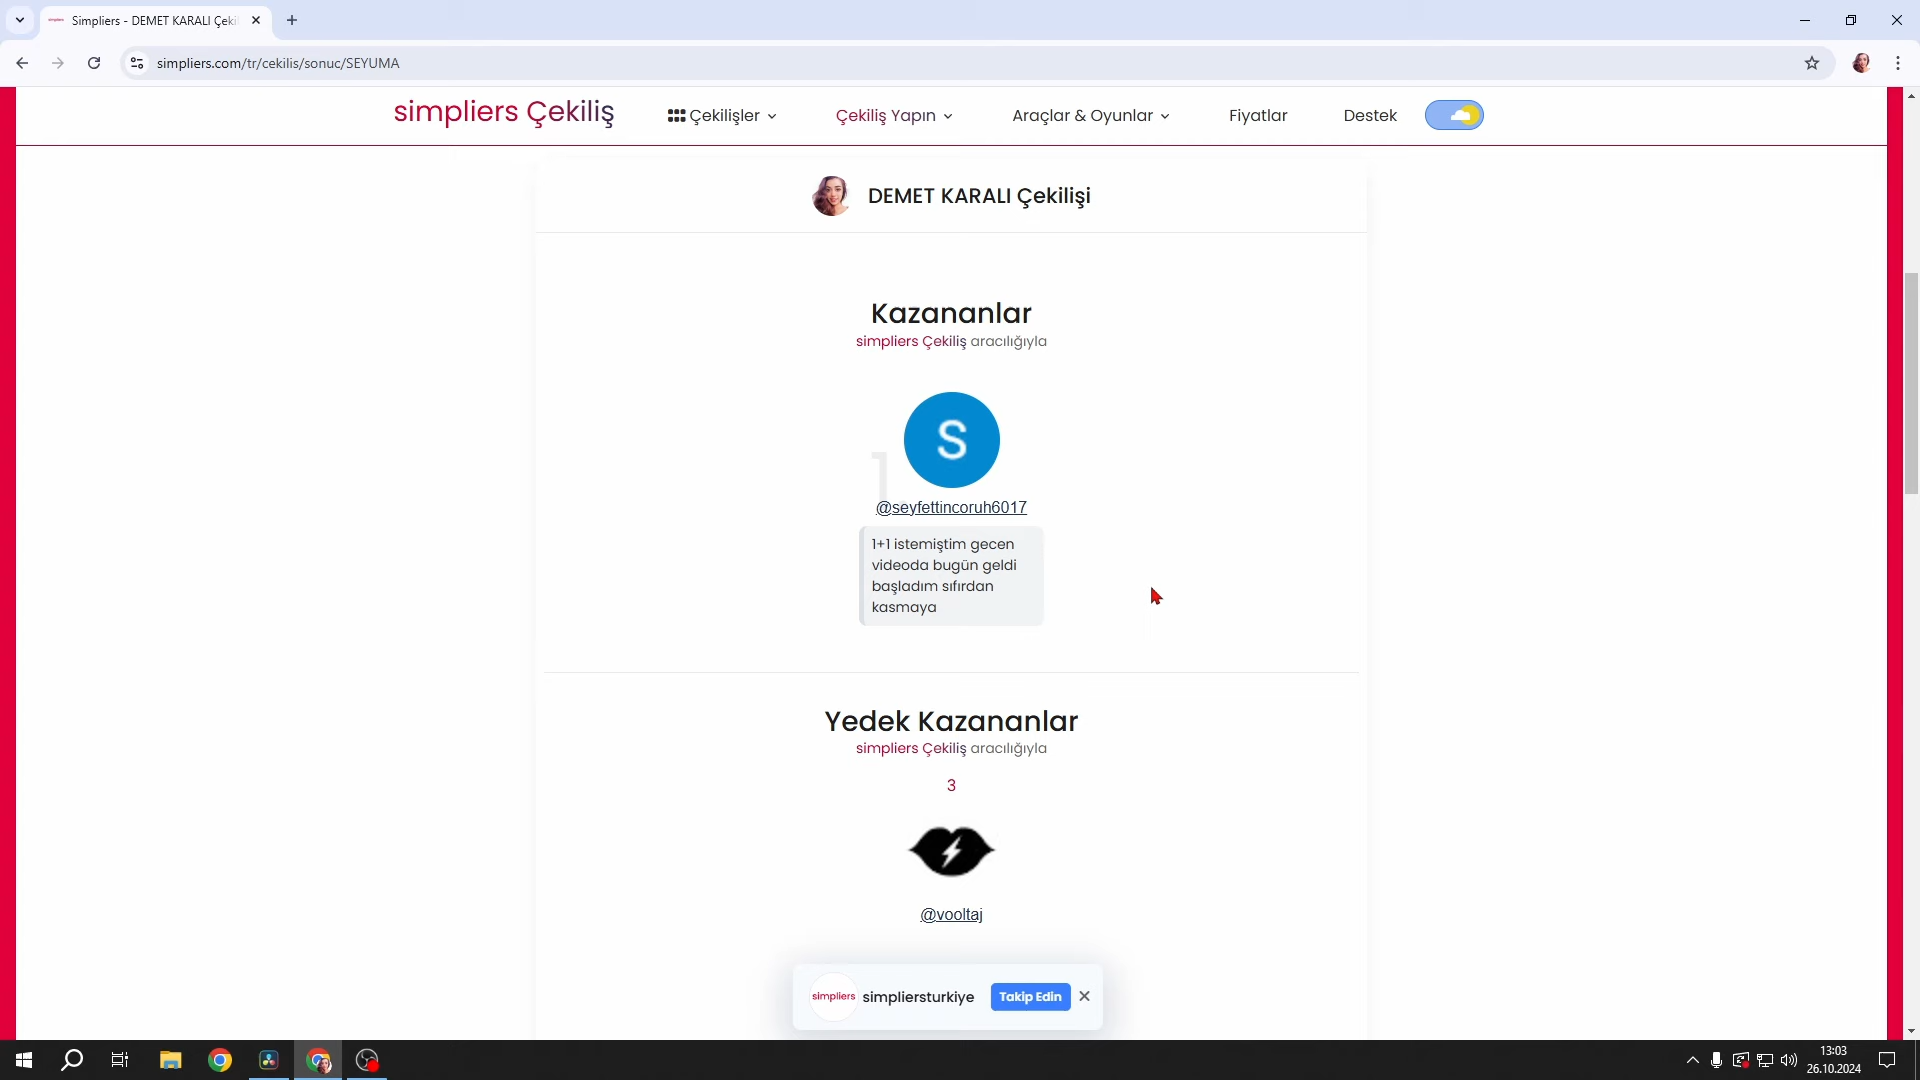 Simpliers - DEMET KARALI Çeki
simpliers.com/tr/cekilis/sonuc/SEYUMA
simpliers Çekiliş
Çekilişler
Çekiliş Yapın
Araçlar & Oyunlar
Fiyatlar
Destek
DEMET KARALI Çekilişi
Kazananlar
simpliers Çekiliş aracılığıyla
S
1.
@seyfettincoruh6017
1+1 istemiştim gecen
videoda bugün geldi
başladım sıfırdan
kasmaya
Yedek Kazananlar
simpliers Çekiliş aracılığıyla
3
@vooltaj
simpliers
simpliersturkiye
Takip Edin
13:03
26.10.2024